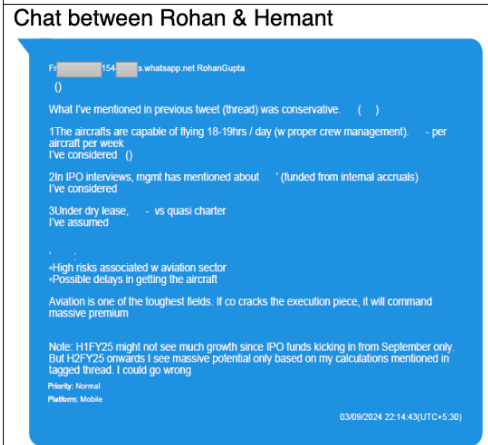 Chat between Rohan & Hemant
Fr 154 s.whatsapp.net RohanGupta
()
What I've mentioned in previous tweet (thread) was conservative. ( )
1The aircrafts are capable of flying 18-19hrs / day (w proper crew management). - per
aircraft per week
I've considered ()
2In IPO interviews, mgmt has mentioned about ' (funded from internal accruals)
I've considered
3Under dry lease, - vs quasi charter
I've assumed
' :
*High risks associated w aviation sector
*Possible delays in getting the aircraft
Aviation is one of the toughest fields. If co cracks the execution piece, it will command
massive premium
Note: H1FY25 might not see much growth since IPO funds kicking in from September only.
But H2FY25 onwards I see massive potential only based on my calculations mentioned in
tagged thread. I could go wrong
Priority: Normal
Platform: Mobile
03/09/2024 22:14:43(UTC+5:30)